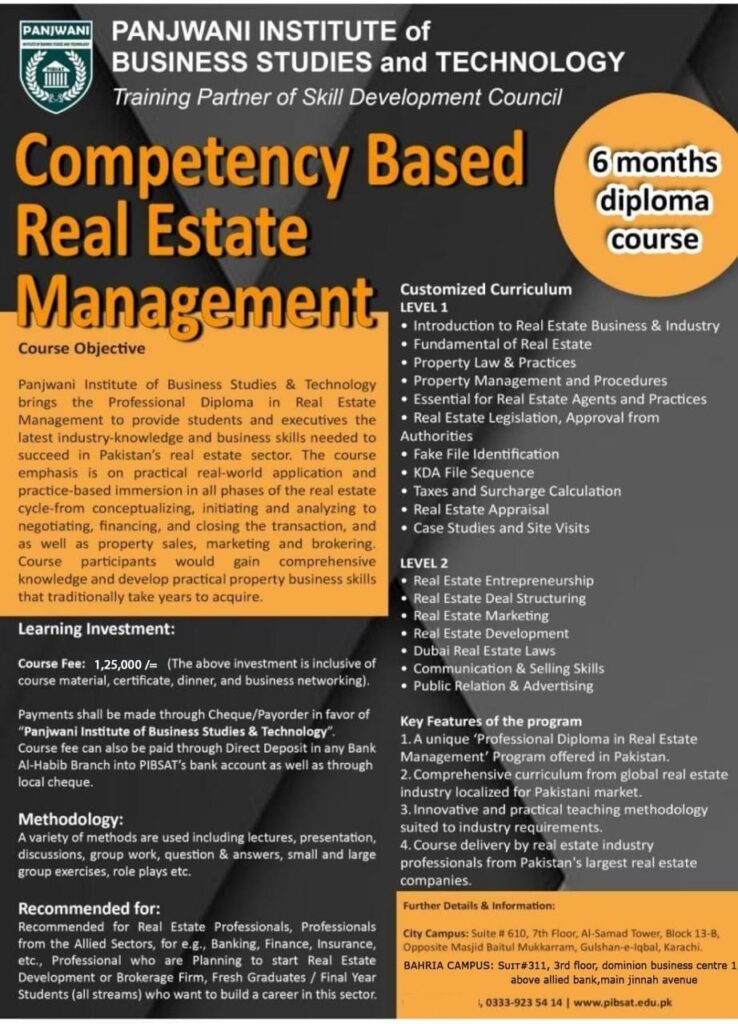 PANJWANI
INSTITUTE OF BUSINESS STUDIES AND TECHNOLOGY
PIBSAT
PANJWANI INSTITUTE of
BUSINESS STUDIES and TECHNOLOGY
Training Partner of Skill Development Council
Competency Based
Real Estate
Management
6 months
diploma
course
Course Objective
Panjwani Institute of Business Studies & Technology
brings the Professional Diploma in Real Estate
Management to provide students and executives the
latest industry-knowledge and business skills needed to
succeed in Pakistan's real estate sector. The course
emphasis is on practical real-world application and
practice-based immersion in all phases of the real estate
cycle-from conceptualizing, initiating and analyzing to
negotiating, financing, and closing the transaction, and
as well as property sales, marketing and brokering.
Course participants would gain comprehensive
knowledge and develop practical property business skills
that traditionally take years to acquire.
Learning Investment:
Course Fee: 1,25,000 /= (The above investment is inclusive of
course material, certificate, dinner, and business networking).
Payments shall be made through Cheque/Payorder in favor of
“Panjwani Institute of Business Studies & Technology”.
Course fee can also be paid through Direct Deposit in any Bank
Al-Habib Branch into PIBSAT's bank account as well as through
local cheque.
Methodology:
A variety of methods are used including lectures, presentation,
discussions, group work, question & answers, small and large
group exercises, role plays etc.
Recommended for:
Recommended for Real Estate Professionals, Professionals
from the Allied Sectors, for e.g., Banking, Finance, Insurance,
etc., Professional who are Planning to start Real Estate
Development or Brokerage Firm, Fresh Graduates / Final Year
Students (all streams) who want to build a career in this sector.
Customized Curriculum
LEVEL 1
• Introduction to Real Estate Business & Industry
• Fundamental of Real Estate
• Property Law & Practices
• Property Management and Procedures
• Essential for Real Estate Agents and Practices
• Real Estate Legislation, Approval from
Authorities
• Fake File Identification
• KDA File Sequence
• Taxes and Surcharge Calculation
• Real Estate Appraisal
• Case Studies and Site Visits
LEVEL 2
• Real Estate Entrepreneurship
• Real Estate Deal Structuring
• Real Estate Marketing
• Real Estate Development
• Dubai Real Estate Laws
• Communication & Selling Skills
• Public Relation & Advertising
Key Features of the program
1. A unique ‘Professional Diploma in Real Estate
Management’ Program offered in Pakistan.
2. Comprehensive curriculum from global real estate
industry localized for Pakistani market.
3. Innovative and practical teaching methodology
suited to industry requirements.
4. Course delivery by real estate industry
professionals from Pakistan's largest real estate
companies.
Further Details & Information:
City Campus: Suite # 610, 7th Floor, Al-Samad Tower, Block 13-B,
Opposite Masjid Baitul Mukkarram, Gulshan-e-Iqbal, Karachi.
BAHRIA CAMPUS: Suit#311, 3rd floor, dominion business centre 1
above allied bank,main jinnah avenue
, 0333-923 54 14 | www.pibsat.edu.pk